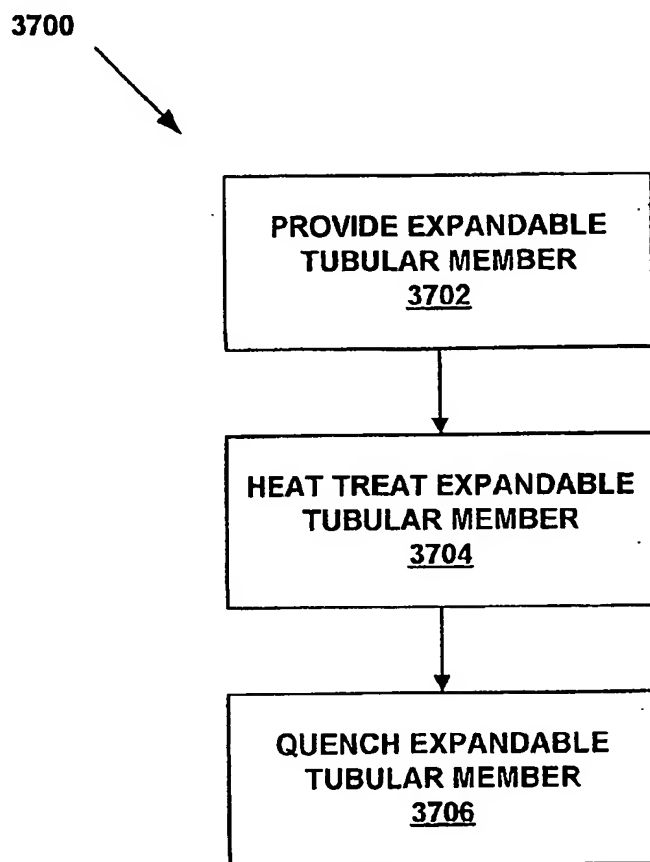 3700
PROVIDE EXPANDABLE
TUBULAR MEMBER
3702
HEAT TREAT EXPANDABLE
TUBULAR MEMBER
3704
QUENCH EXPANDABLE
TUBULAR MEMBER
3706